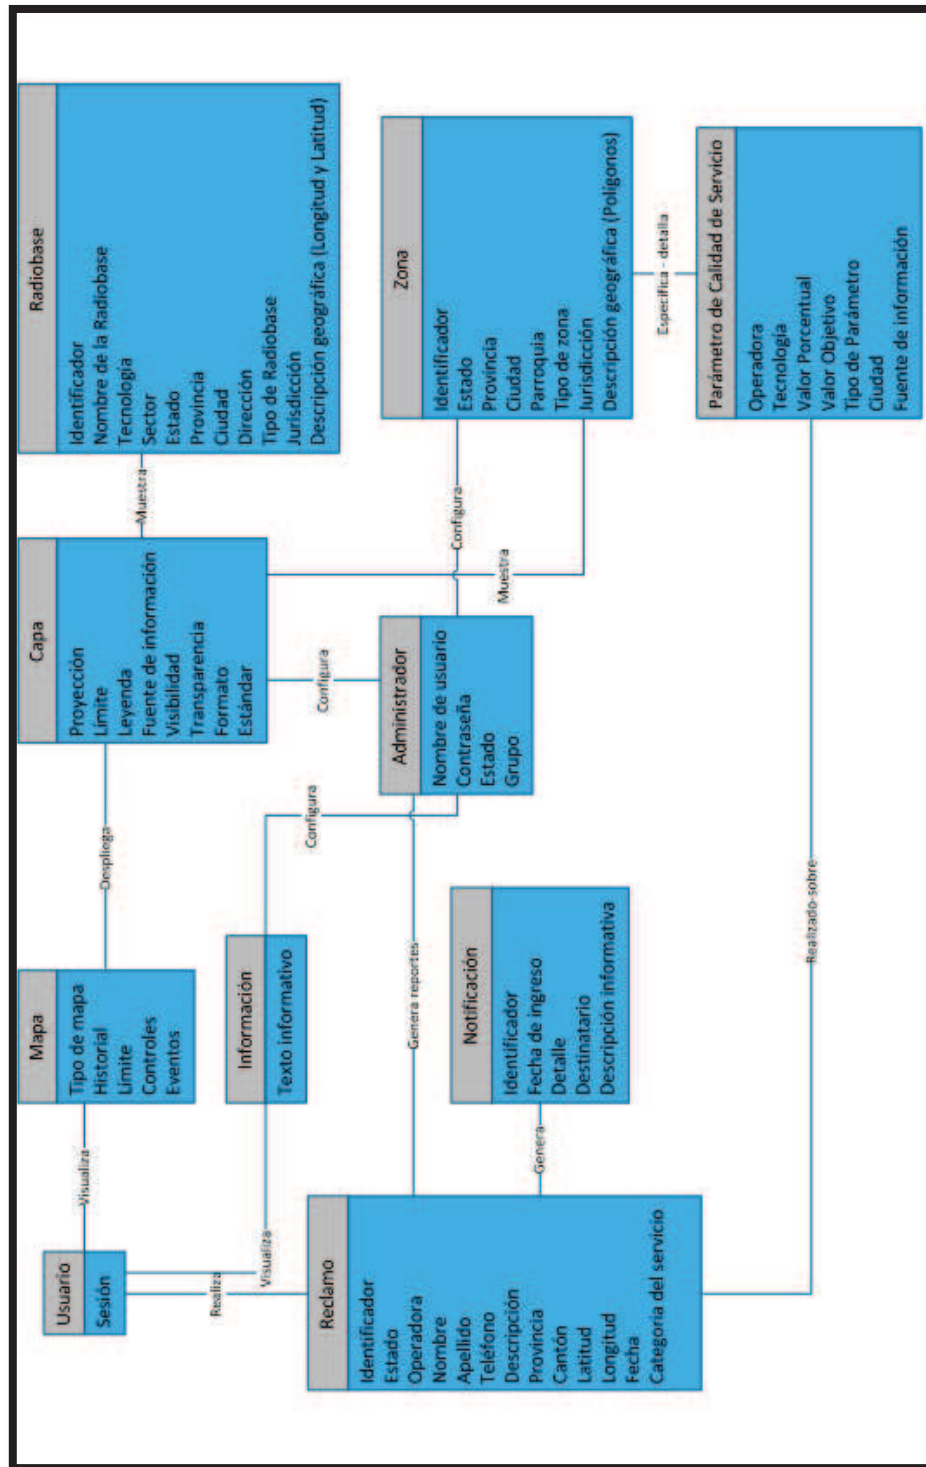 Usuario
Sesión
Visualiza
Mapa
Tipo de mapa
Historial
Límite
Controles
Eventos
Despliega
Capa
Proyección
Límite
Leyenda
Fuente de información
Visibilidad
Transparencia
Formato
Estándar
Muestra
Radiobase
Identificador
Nombre de la Radiobase
Tecnología
Sector
Estado
Provincia
Ciudad
Dirección
Tipo de Radiobase
Jurisdicción
Descripción geográfica (Longitud y Latitud)
Realiza
Visualiza
Información
Texto informativo
Configura
Configura
Reclamo
Identificador
Estado
Operadora
Nombre
Apellido
Teléfono
Descripción
Provincia
Cantón
Latitud
Longitud
Fecha
Categoria del servicio
Genera reportes
Genera
Notificación
Identificador
Fecha de ingreso
Detalle
Destinatario
Descripción informativa
Administrador
Nombre de usuario
Contraseña
Estado
Grupo
Configura
Muestra
Zona
Identificador
Estado
Provincia
Ciudad
Parroquia
Tipo de zona
Jurisdicción
Descripción geográfica (Polígonos)
Especifica - detalla
Realizado sobre
Parámetro de Calidad de Servicio
Operadora
Tecnología
Valor Porcentual
Valor Objetivo
Tipo de Parámetro
Ciudad
Fuente de información